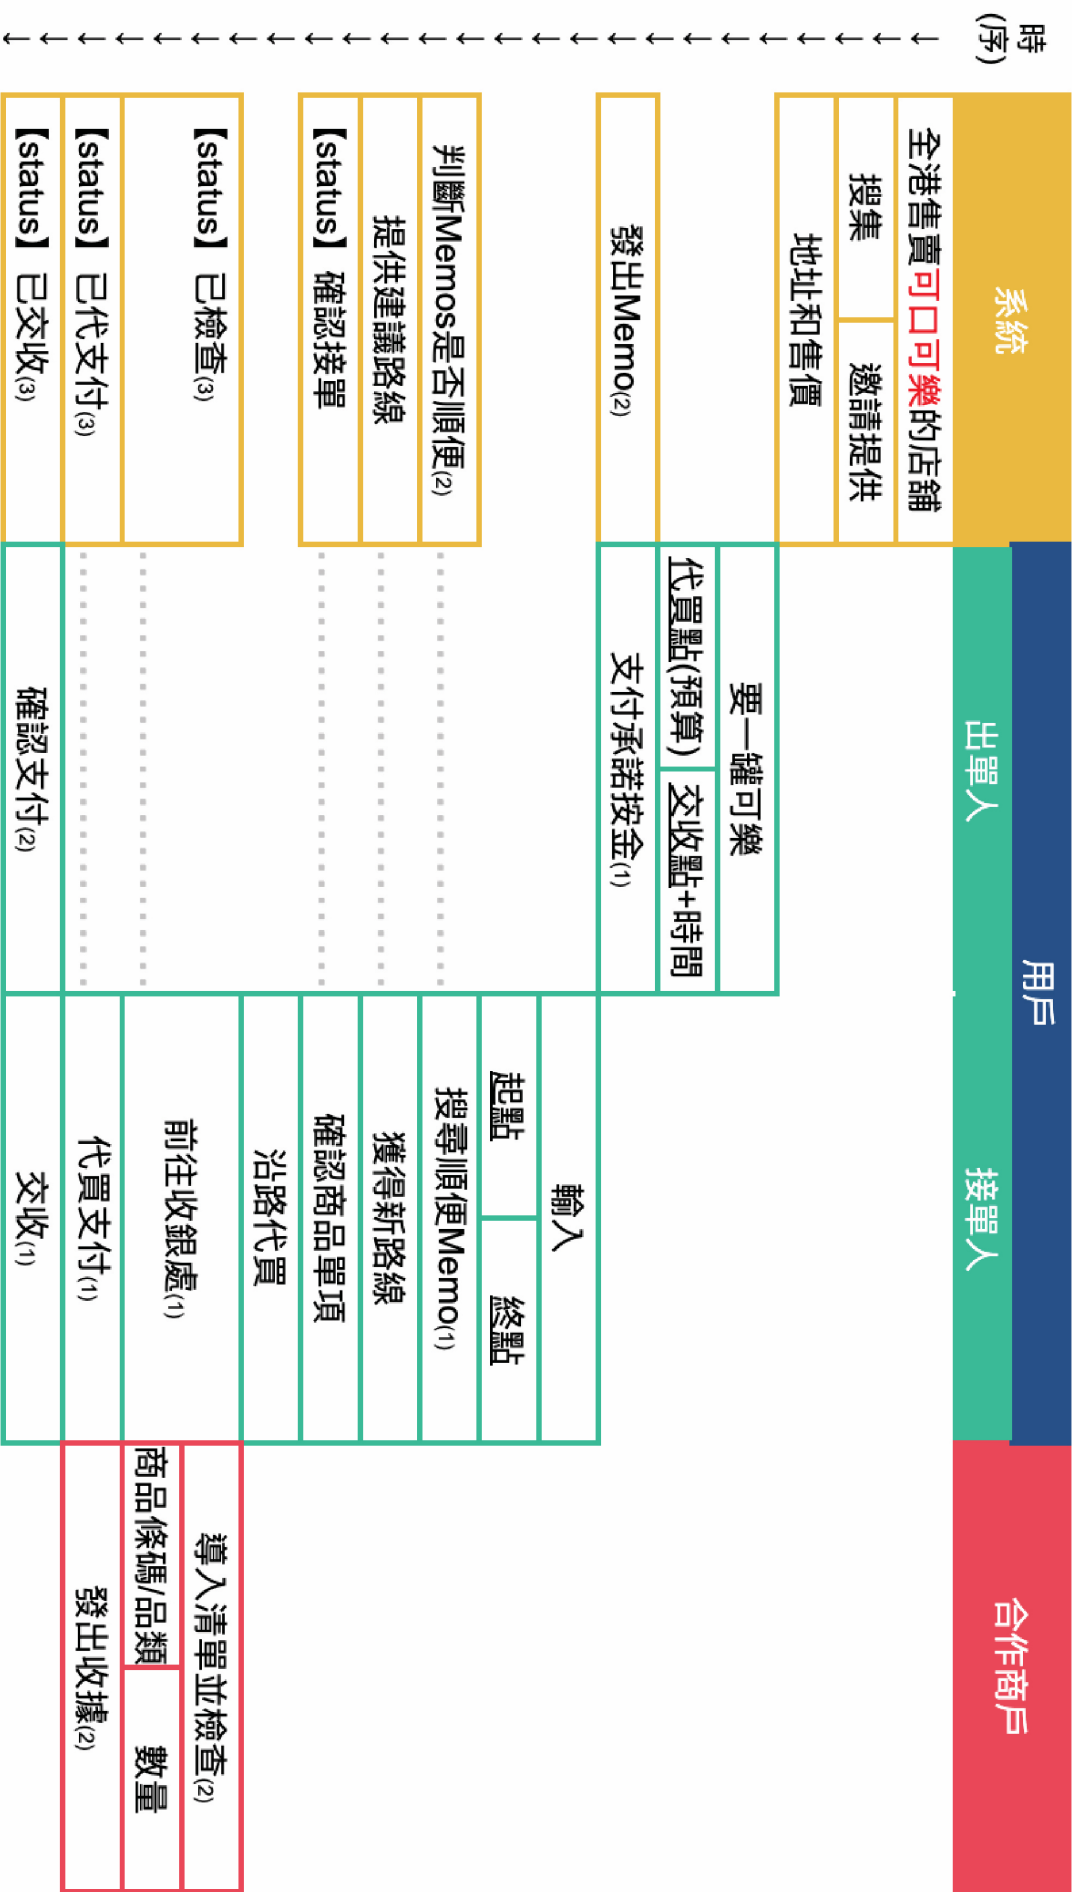 時(序)
系統
用戶
出單人
接單人
合作商戶
全港售賣可口可樂的店舖
搜集
邀請提供
地址和售價
要一罐可樂
代買點(預算)
交收點+時間
發出Memo(2)
支付承諾按金(1)
輸入
起點
終點
判斷Memos是否順便(2)
搜尋順便Memo(1)
提供建議路線
獲得新路線
【status】確認接單
確認商品單項
沿路代買
【status】已檢查(3)
前往收銀處(1)
導入清單並檢查(2)
商品條碼/品類
數量
【status】已代支付(3)
代買支付(1)
發出收據(2)
【status】已交收(3)
確認支付(2)
交收(1)